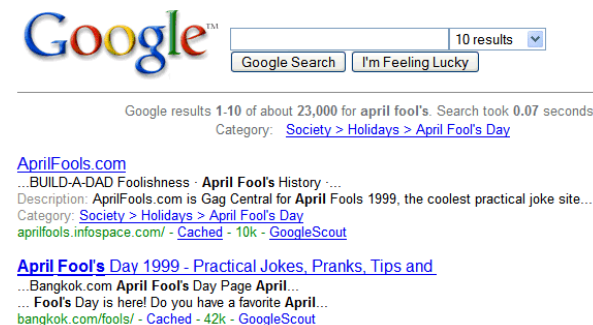 Google™
10 results
Google Search I'm Feeling Lucky
Google results 1-10 of about 23,000 for april fool's. Search took 0.07 seconds
Category: Society > Holidays > April Fool's Day
AprilFools.com
...BUILD-A-DAD Foolishness · April Fool's History ·...
Description: AprilFools.com is Gag Central for April Fools 1999, the coolest practical joke site...
Category: Society > Holidays > April Fool's Day
aprilfools.infospace.com/ - Cached - 10k - GoogleScout
April Fool's Day 1999 - Practical Jokes, Pranks, Tips and
...Bangkok.com April Fool's Day Page April...
... Fool's Day is here! Do you have a favorite April...
bangkok.com/fools/ - Cached - 42k - GoogleScout